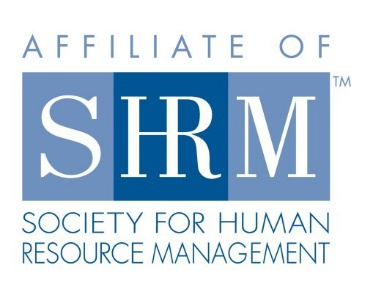 AFFILIATE OF
SHRM™
SOCIETY FOR HUMAN
RESOURCE MANAGEMENT